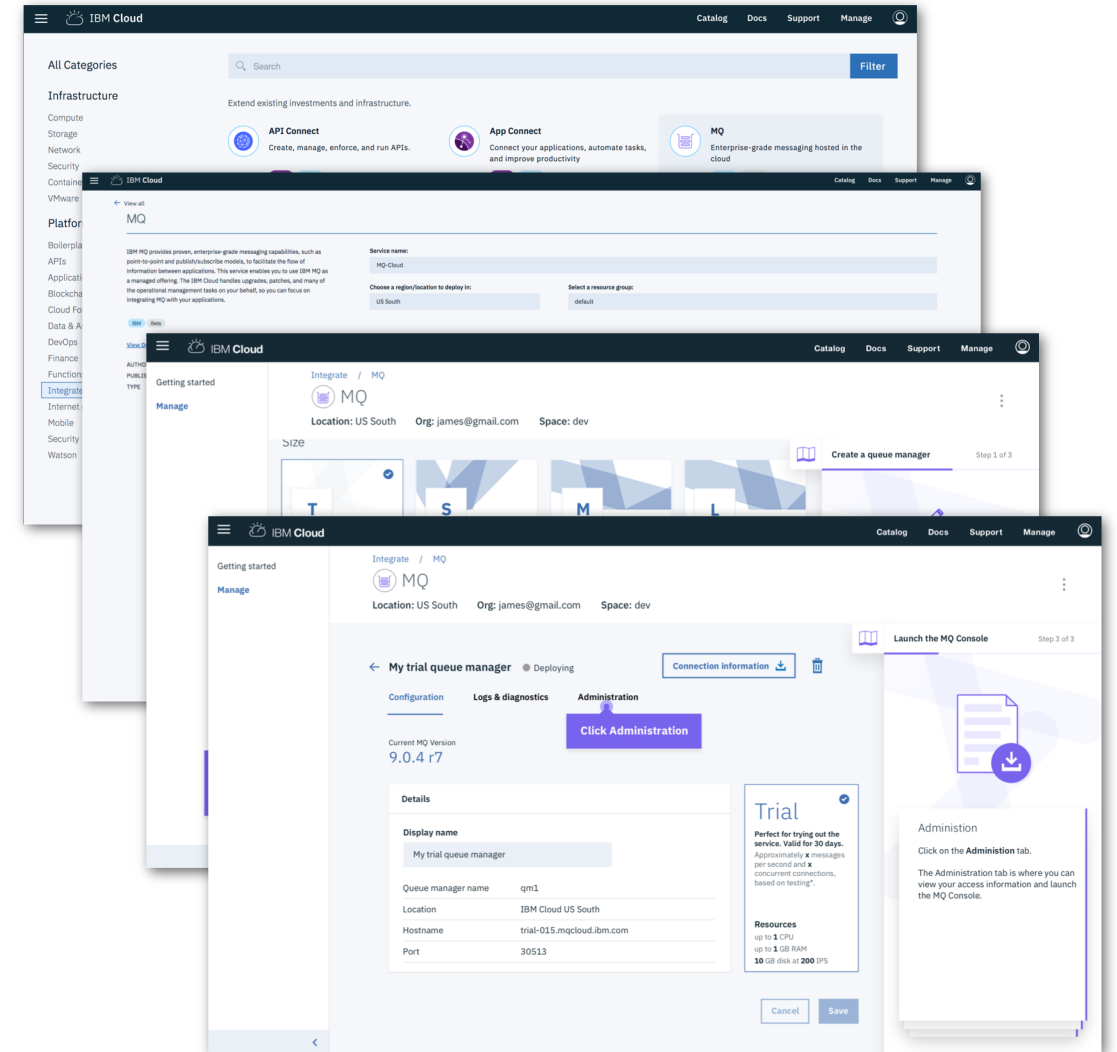 IBM Cloud
Catalog Docs Support Manage
All Categories
Search
Filter
Infrastructure
Compute
Storage
Network
Security
VMware
Extend existing investments and infrastructure.
API Connect
Create, manage, enforce, and run APIs.
App Connect
Connect your applications, automate tasks,
and improve productivity
MQ
Enterprise-grade messaging hosted in the
cloud
APIs
DevOps
Finance
Integrate
Internet
Mobile
Security
Watson
IBM Cloud
Catalog Docs Support Manage
View all
MQ
IBM MQ provides proven, enterprise-grade messaging capabilities, such as
point-to-point and publish/subscribe models, to facilitate the flow of
information between applications. This service enables you to use IBM MQ as
a managed offering. The IBM Cloud handles upgrades, patches, and many of
the operational management tasks on your behalf, so you can focus on
integrating MQ with your applications.
IBM Beta
View
TYPE
Service name:
MQ-Cloud
Choose a region/location to deploy in:
US South
Select a resource group:
default
IBM Cloud
Catalog Docs Support Manage
Getting started
Manage
Integrate / MQ
MQ
Location: US South Org: james@gmail.com Space: dev
Size
T S M L
Create a queue manager
Step 1 of 3
IBM Cloud
Catalog Docs Support Manage
Getting started
Manage
Integrate / MQ
MQ
Location: US South Org: james@gmail.com Space: dev
My trial queue manager Deploying
Connection information
Configuration Logs & diagnostics Administration
Click Administration
Current MQ Version
9.0.4 r7
Details
Display name
My trial queue manager
Queue manager name qm1
Location IBM Cloud US South
Hostname trial-015.mqcloud.ibm.com
Port 30513
Trial
Perfect for trying out the
service. Valid for 30 days.
Approximately x messages
per second and x
concurrent connections,
based on testing*.
Resources
up to 1 CPU
up to 1 GB RAM
10 GB disk at 200 IPS
Cancel Save
Launch the MQ Console
Step 3 of 3
Administion
Click on the Administion tab.
The Administration tab is where you can
view your access information and launch
the MQ Console.